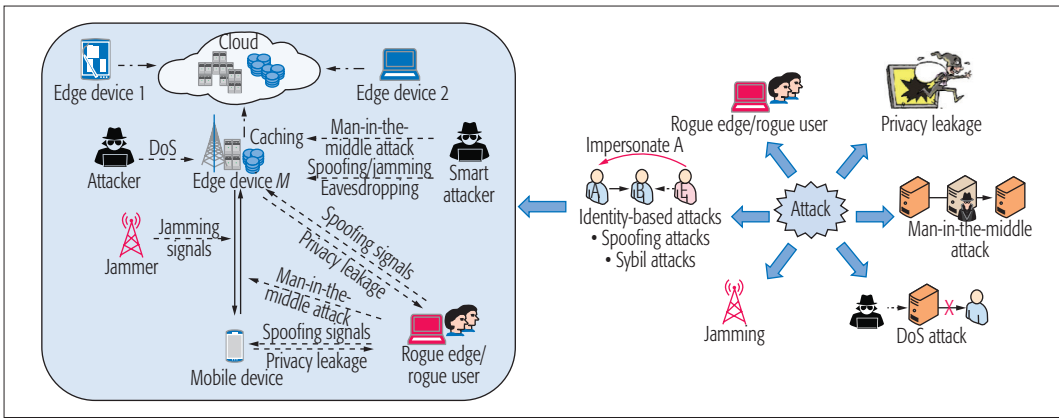 Cloud
Edge device 1
Edge device 2
Caching
Man-in-the-
middle attack
DoS
Spoofing/jamming
Attacker
Edge device M
Eavesdropping
Smart
attacker
Jamming
signals
Jammer
Spoofing signals
Privacy leakage
Man-in-the-
middle attack
Spoofing signals
Privacy leakage
Mobile device
Rogue edge/
rogue user
Rogue edge/rogue user
Privacy leakage
Impersonate A
A
B
E
Identity-based attacks
• Spoofing attacks
• Sybil attacks
Attack
Man-in-the-middle
attack
Jamming
X
DoS attack